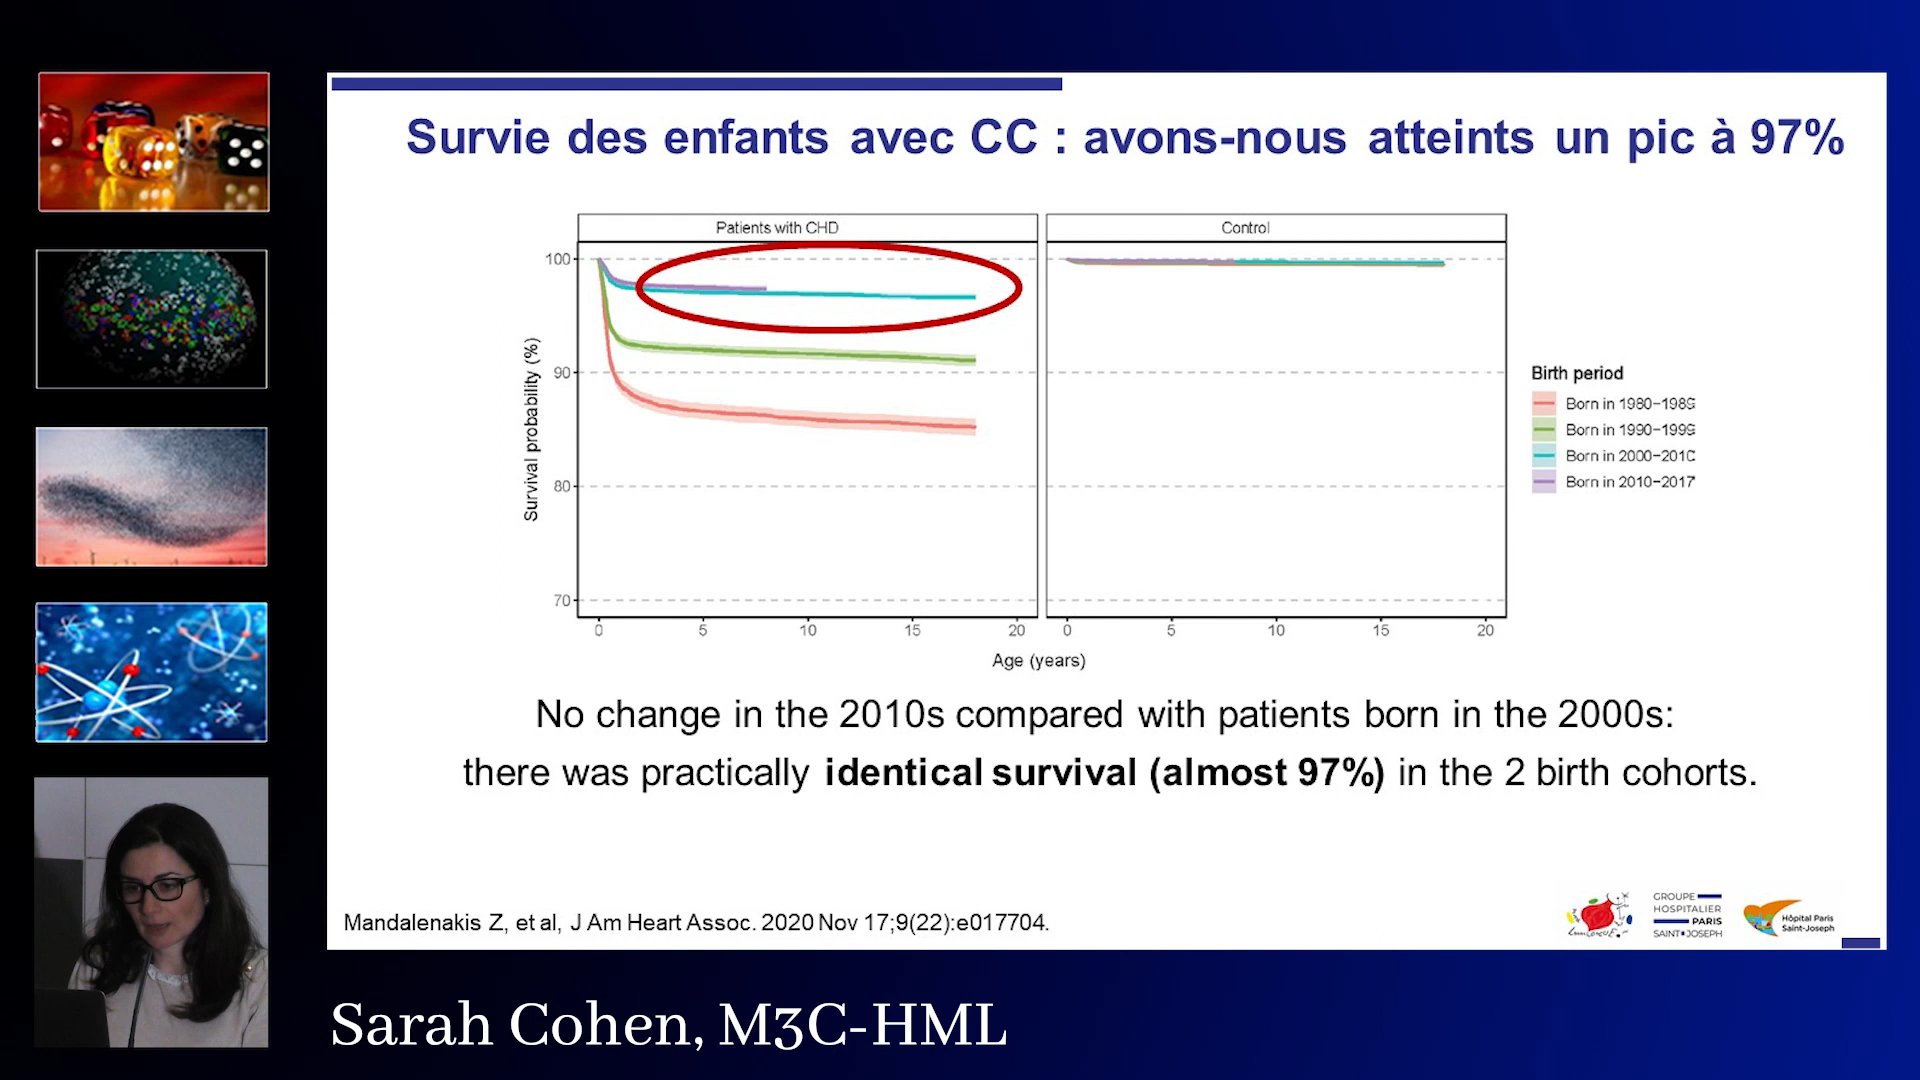 Survie des enfants avec CC : avons-nous atteints un pic à 97%
Patients with CHD
Control
Survival probability (%)
100
90
80
70
0 5 10 15 20
0 5 10 15 20
Age (years)
Birth period
Born in 1980-1989
Born in 1990-1999
Born in 2000-2010
Born in 2010-2017
No change in the 2010s compared with patients born in the 2000s:
there was practically identical survival (almost 97%) in the 2 birth cohorts.
Mandalenakis Z, et al, J Am Heart Assoc. 2020 Nov 17;9(22):e017704.
GROUPE
HOSPITALIER
PARIS
SAINT JOSEPH
Hôpital Paris
Saint-Joseph
Sarah Cohen, M3C-HML